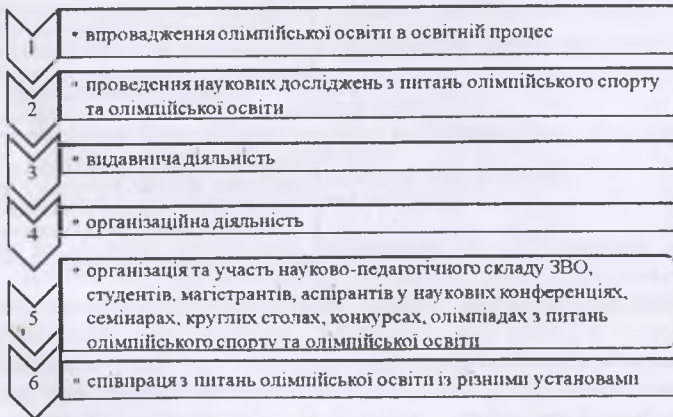 1
• впровадження олімпійської освіти в освітній процес
2
• проведення наукових досліджень з питань олімпійського спорту
та олімпійської освіти
3
• видавнича діяльність
4
• організаційна діяльність
5
• організація та участь науково-педагогічного складу ЗВО,
студентів, магістрантів, аспірантів у наукових конференціях,
семінарах, круглих столах, конкурсах, олімпіадах з питань
олімпійського спорту та олімпійської освіти
6
• співпраця з питань олімпійської освіти із різними установами